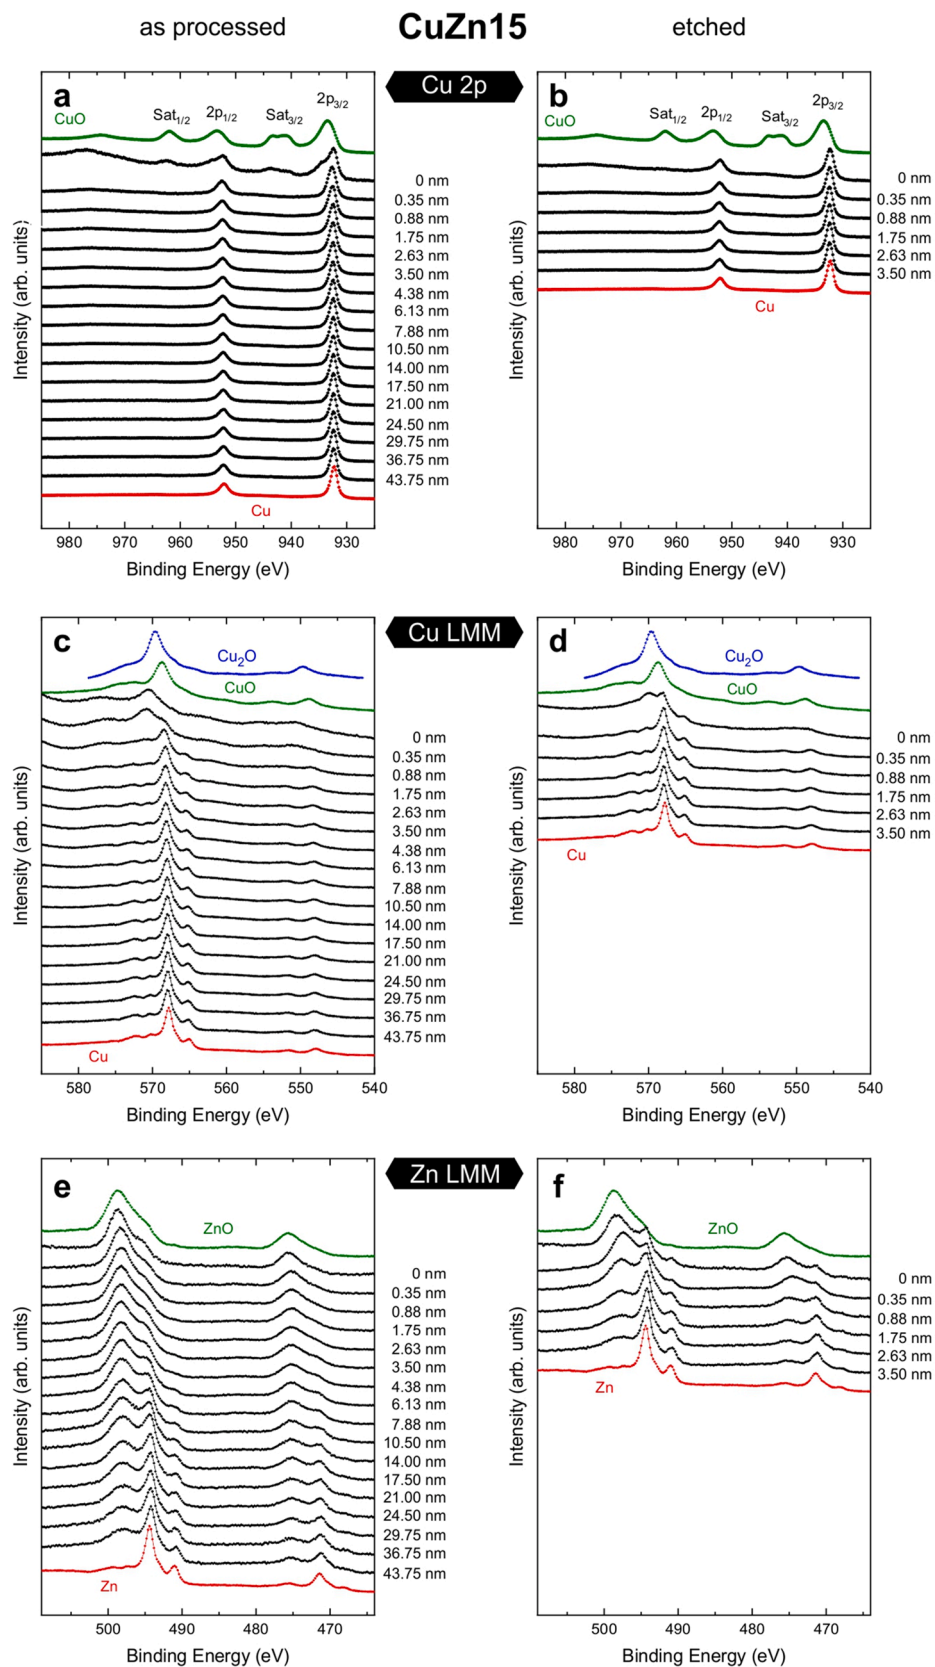 as processed
CuZn15
etched
Cu 2p
a
CuO
Sat1/2
2p1/2
Sat3/2
2p3/2
0 nm
0.35 nm
0.88 nm
1.75 nm
2.63 nm
3.50 nm
4.38 nm
6.13 nm
7.88 nm
10.50 nm
14.00 nm
17.50 nm
21.00 nm
24.50 nm
29.75 nm
36.75 nm
43.75 nm
Cu
Intensity (arb. units)
980 970 960 950 940 930
Binding Energy (eV)
b
CuO
Sat1/2
2p1/2
Sat3/2
2p3/2
0 nm
0.35 nm
0.88 nm
1.75 nm
2.63 nm
3.50 nm
Cu
Intensity (arb. units)
980 970 960 950 940 930
Binding Energy (eV)
Cu LMM
c
Cu2O
CuO
0 nm
0.35 nm
0.88 nm
1.75 nm
2.63 nm
3.50 nm
4.38 nm
6.13 nm
7.88 nm
10.50 nm
14.00 nm
17.50 nm
21.00 nm
24.50 nm
29.75 nm
36.75 nm
43.75 nm
Cu
Intensity (arb. units)
580 570 560 550 540
Binding Energy (eV)
d
Cu2O
CuO
0 nm
0.35 nm
0.88 nm
1.75 nm
2.63 nm
3.50 nm
Cu
Intensity (arb. units)
580 570 560 550 540
Binding Energy (eV)
Zn LMM
e
ZnO
0 nm
0.35 nm
0.88 nm
1.75 nm
2.63 nm
3.50 nm
4.38 nm
6.13 nm
7.88 nm
10.50 nm
14.00 nm
17.50 nm
21.00 nm
24.50 nm
29.75 nm
36.75 nm
43.75 nm
Zn
Intensity (arb. units)
500 490 480 470
Binding Energy (eV)
f
ZnO
0 nm
0.35 nm
0.88 nm
1.75 nm
2.63 nm
3.50 nm
Zn
Intensity (arb. units)
500 490 480 470
Binding Energy (eV)